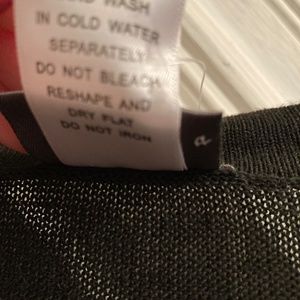 WASH
IN COLD WATER
SEPARATELY
DO NOT BLEACH
RESHAPE AND
DRY FLAT
DO NOT IRON